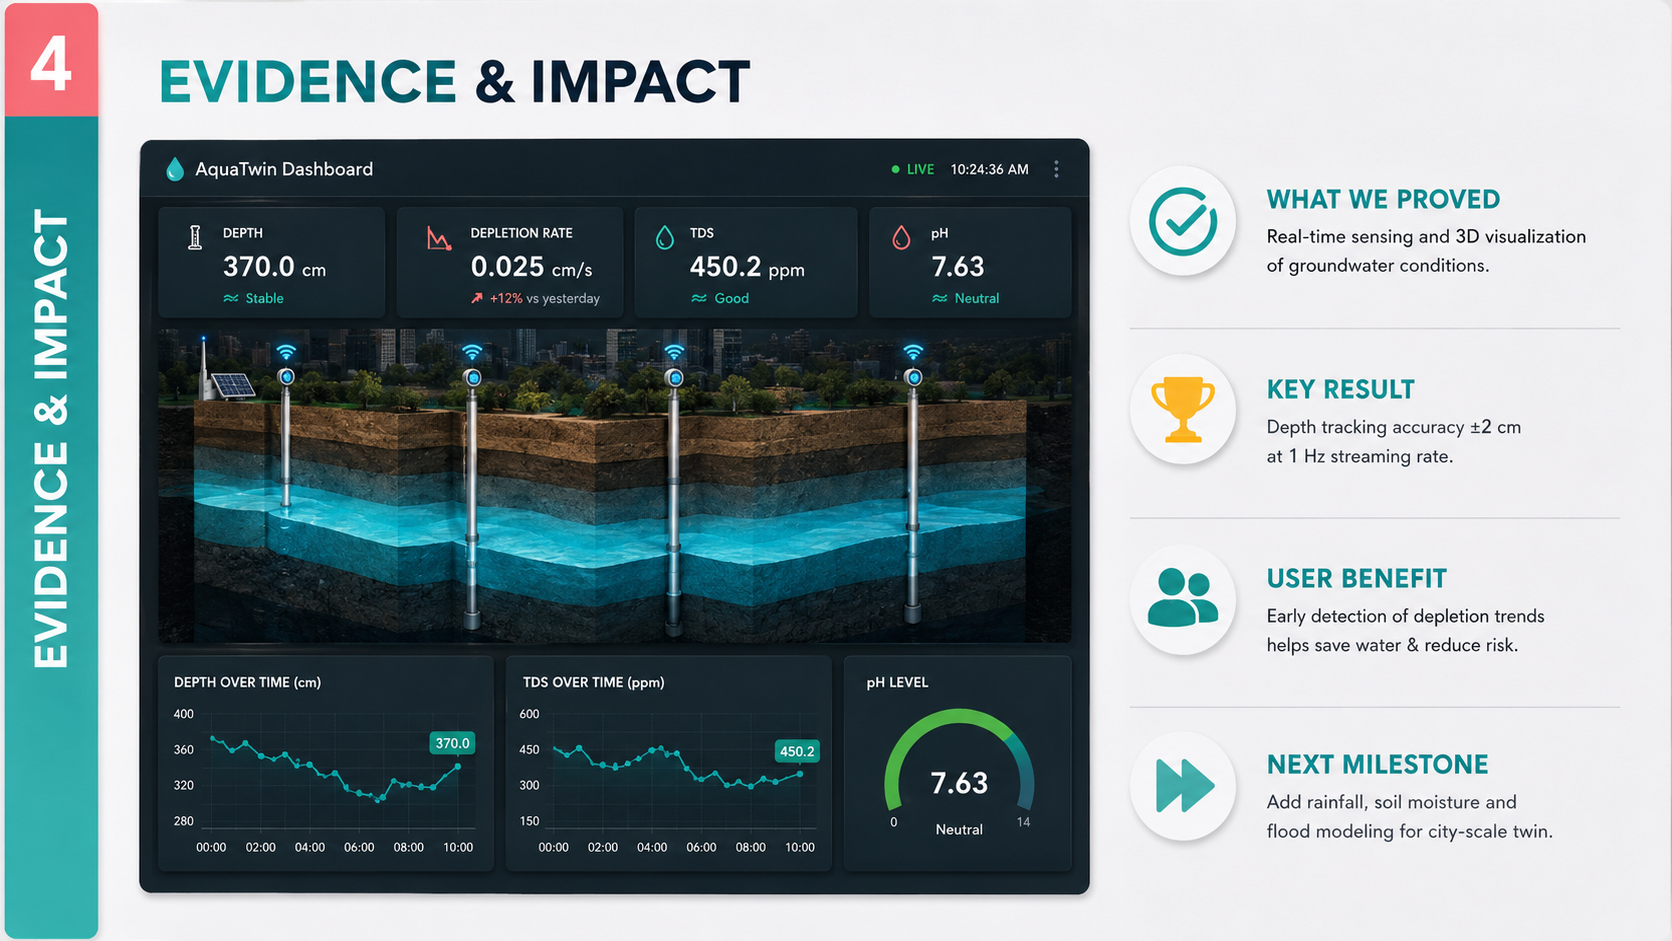 4
EVIDENCE & IMPACT
EVIDENCE & IMPACT
AquaTwin Dashboard
LIVE 10:24:36 AM
DEPTH
370.0 cm
Stable
DEPLETION RATE
0.025 cm/s
+12% vs yesterday
TDS
450.2 ppm
Good
pH
7.63
Neutral
DEPTH OVER TIME (cm)
400
360
320
280
370.0
00:00 02:00 04:00 06:00 08:00 10:00
TDS OVER TIME (ppm)
600
450
300
150
450.2
00:00 02:00 04:00 06:00 08:00 10:00
pH LEVEL
7.63
0 14
Neutral
WHAT WE PROVED
Real-time sensing and 3D visualization
of groundwater conditions.
KEY RESULT
Depth tracking accuracy ±2 cm
at 1 Hz streaming rate.
USER BENEFIT
Early detection of depletion trends
helps save water & reduce risk.
NEXT MILESTONE
Add rainfall, soil moisture and
flood modeling for city-scale twin.